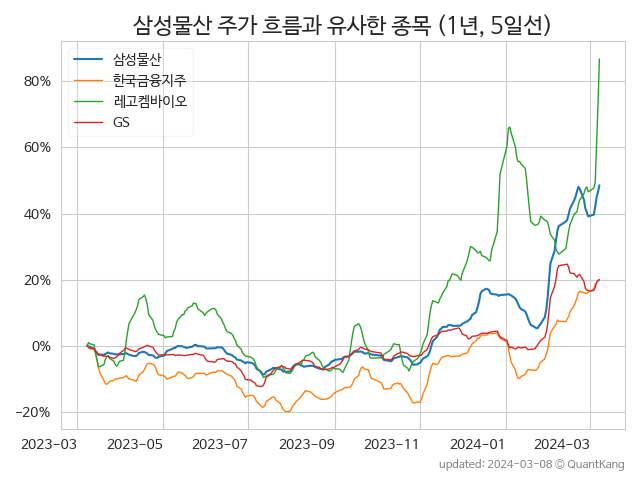 삼성물산 주가 흐름과 유사한 종목 (1년, 5일선)
삼성물산
한국금융지주
레고켐바이오
GS
80%
60%
40%
20%
0%
−20%
2023-03 2023-05 2023-07 2023-09 2023-11 2024-01 2024-03
updated: 2024-03-08 © QuantKang